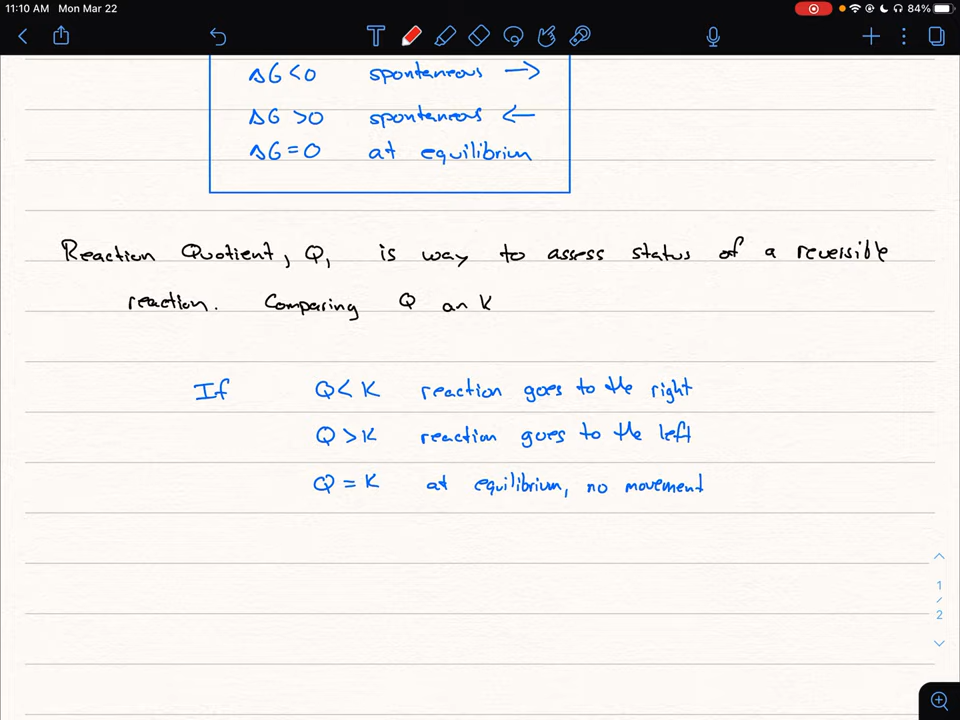 11:10 AM Mon Mar 22
84%
ΔG < 0 spontaneous →
ΔG > 0 spontaneous ←
ΔG = 0 at equilibrium
Reaction Quotient, Q, is way to assess status of a reversible
reaction. Comparing Q an K
If Q < K reaction goes to the right
Q > K reaction goes to the left
Q = K at equilibrium, no movement
1
/
2